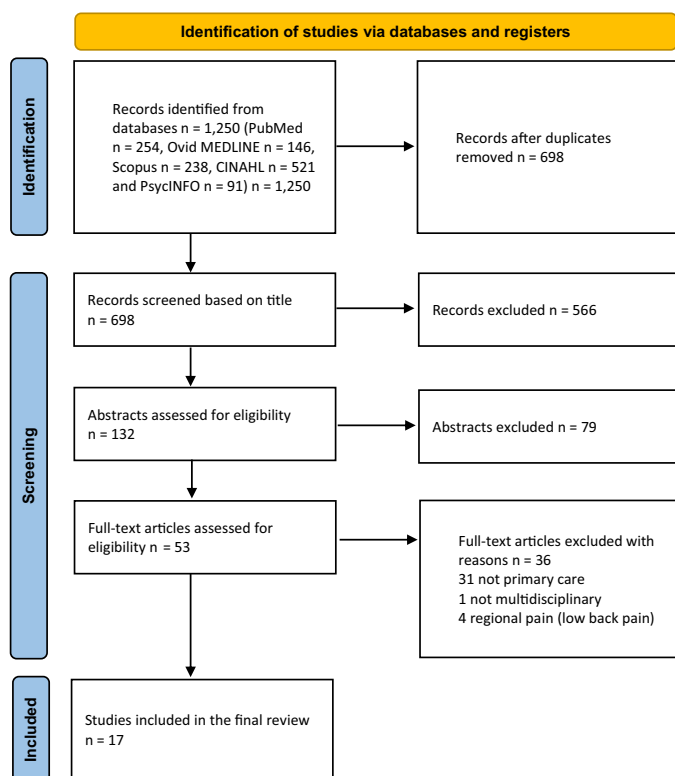 Identification of studies via databases and registers
Identification
Records identified from
databases n = 1,250 (PubMed
n = 254, Ovid MEDLINE n = 146,
Scopus n = 238, CINAHL n = 521
and PsycINFO n = 91) n = 1,250
Records after duplicates
removed n = 698
Screening
Records screened based on title
n = 698
Records excluded n = 566
Abstracts assessed for eligibility
n = 132
Abstracts excluded n = 79
Full-text articles assessed for
eligibility n = 53
Full-text articles excluded with
reasons n = 36
31 not primary care
1 not multidisciplinary
4 regional pain (low back pain)
Included
Studies included in the final review
n = 17